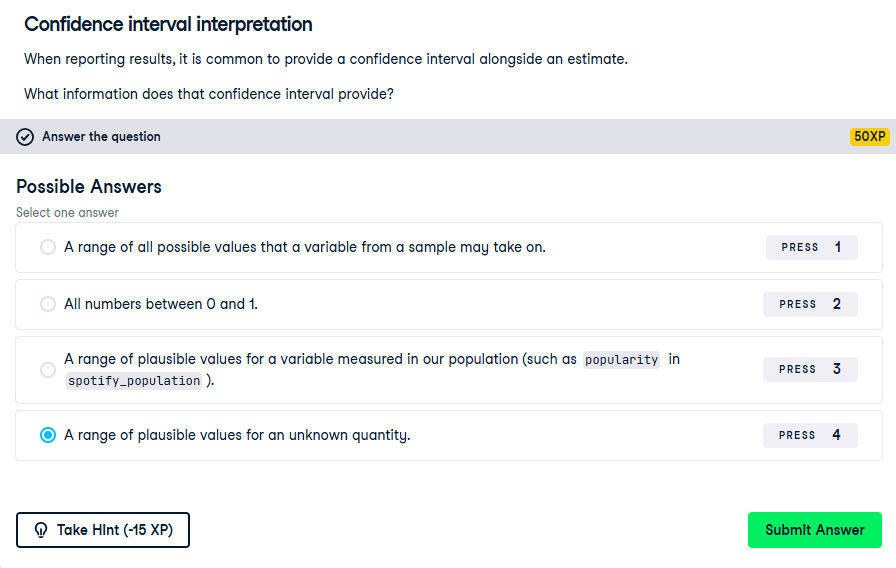 Confidence interval interpretation
When reporting results, it is common to provide a confidence interval alongside an estimate.
What information does that confidence interval provide?
Answer the question
50XP
Possible Answers
Select one answer
A range of all possible values that a variable from a sample may take on.
PRESS 1
All numbers between 0 and 1.
PRESS 2
A range of plausible values for a variable measured in our population (such as popularity in
spotify_population ).
PRESS 3
A range of plausible values for an unknown quantity.
PRESS 4
Take Hint (-15 XP)
Submit Answer